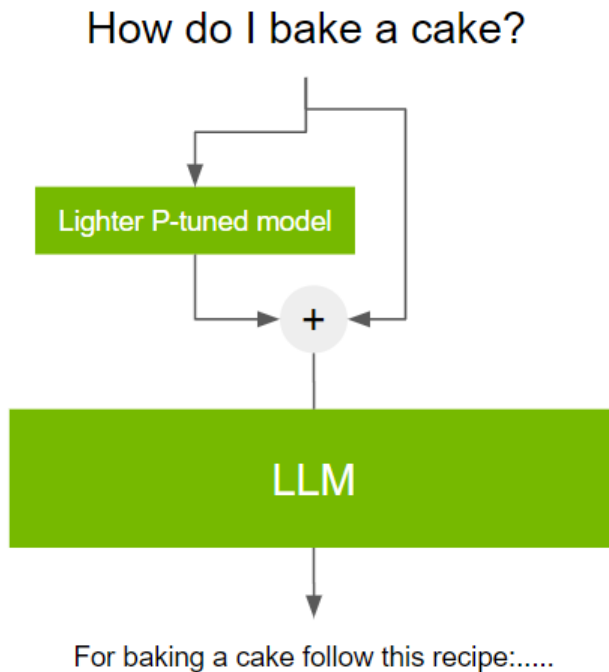 How do I bake a cake?
Lighter P-tuned model
+
LLM
For baking a cake follow this recipe:.....